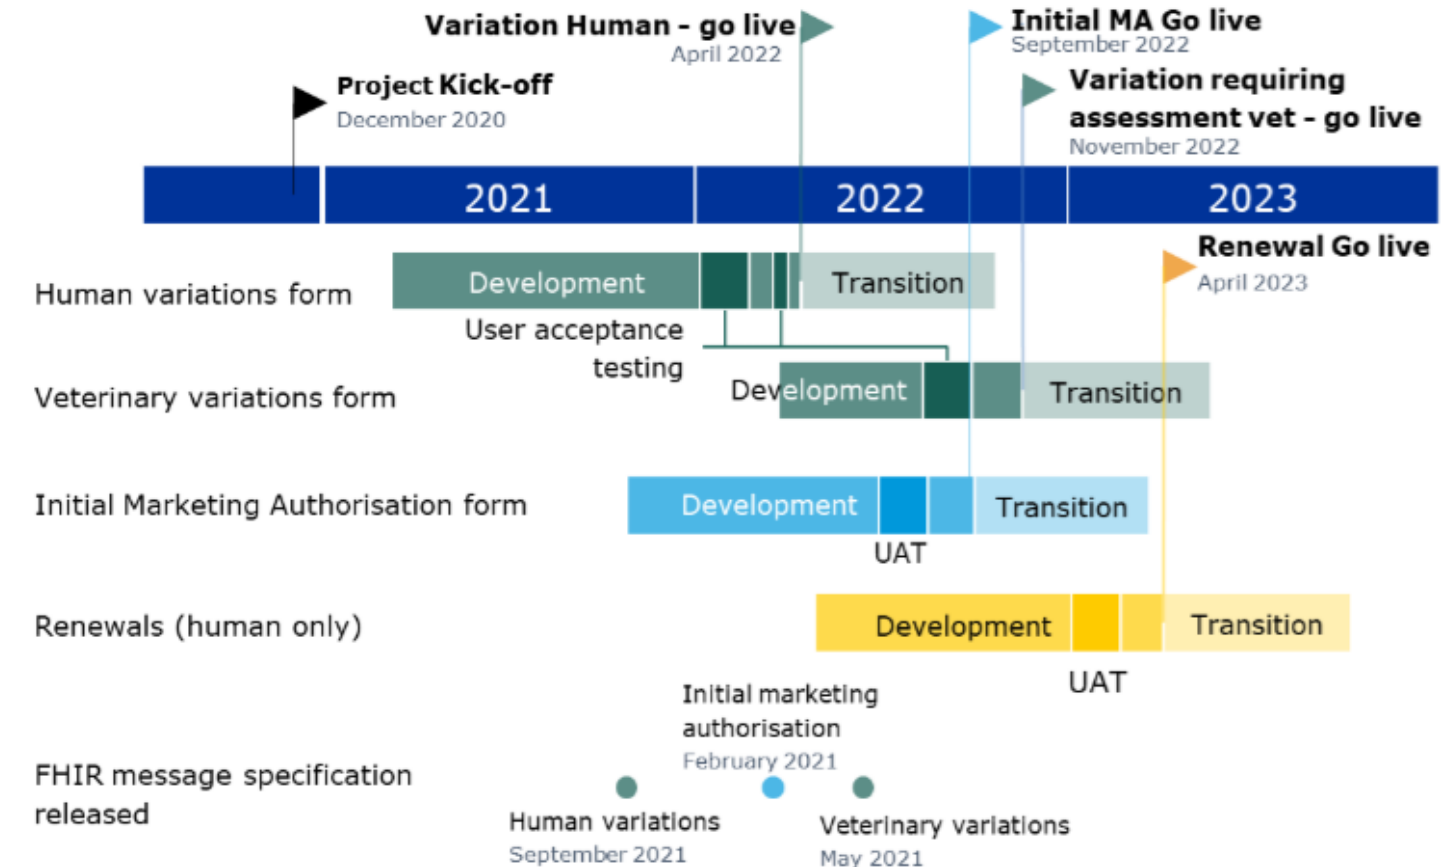 Variation Human - go live
April 2022
Initial MA Go live
September 2022
Project Kick-off
December 2020
Variation requiring
assessment vet - go live
November 2022
2021
2022
2023
Renewal Go live
April 2023
Human variations form
Development
Transition
User acceptance
testing
Veterinary variations form
Development
Transition
Initial Marketing Authorisation form
Development
Transition
UAT
Renewals (human only)
Development
Transition
UAT
Initial marketing
authorisation
February 2021
FHIR message specification
released
Human variations
September 2021
Veterinary variations
May 2021